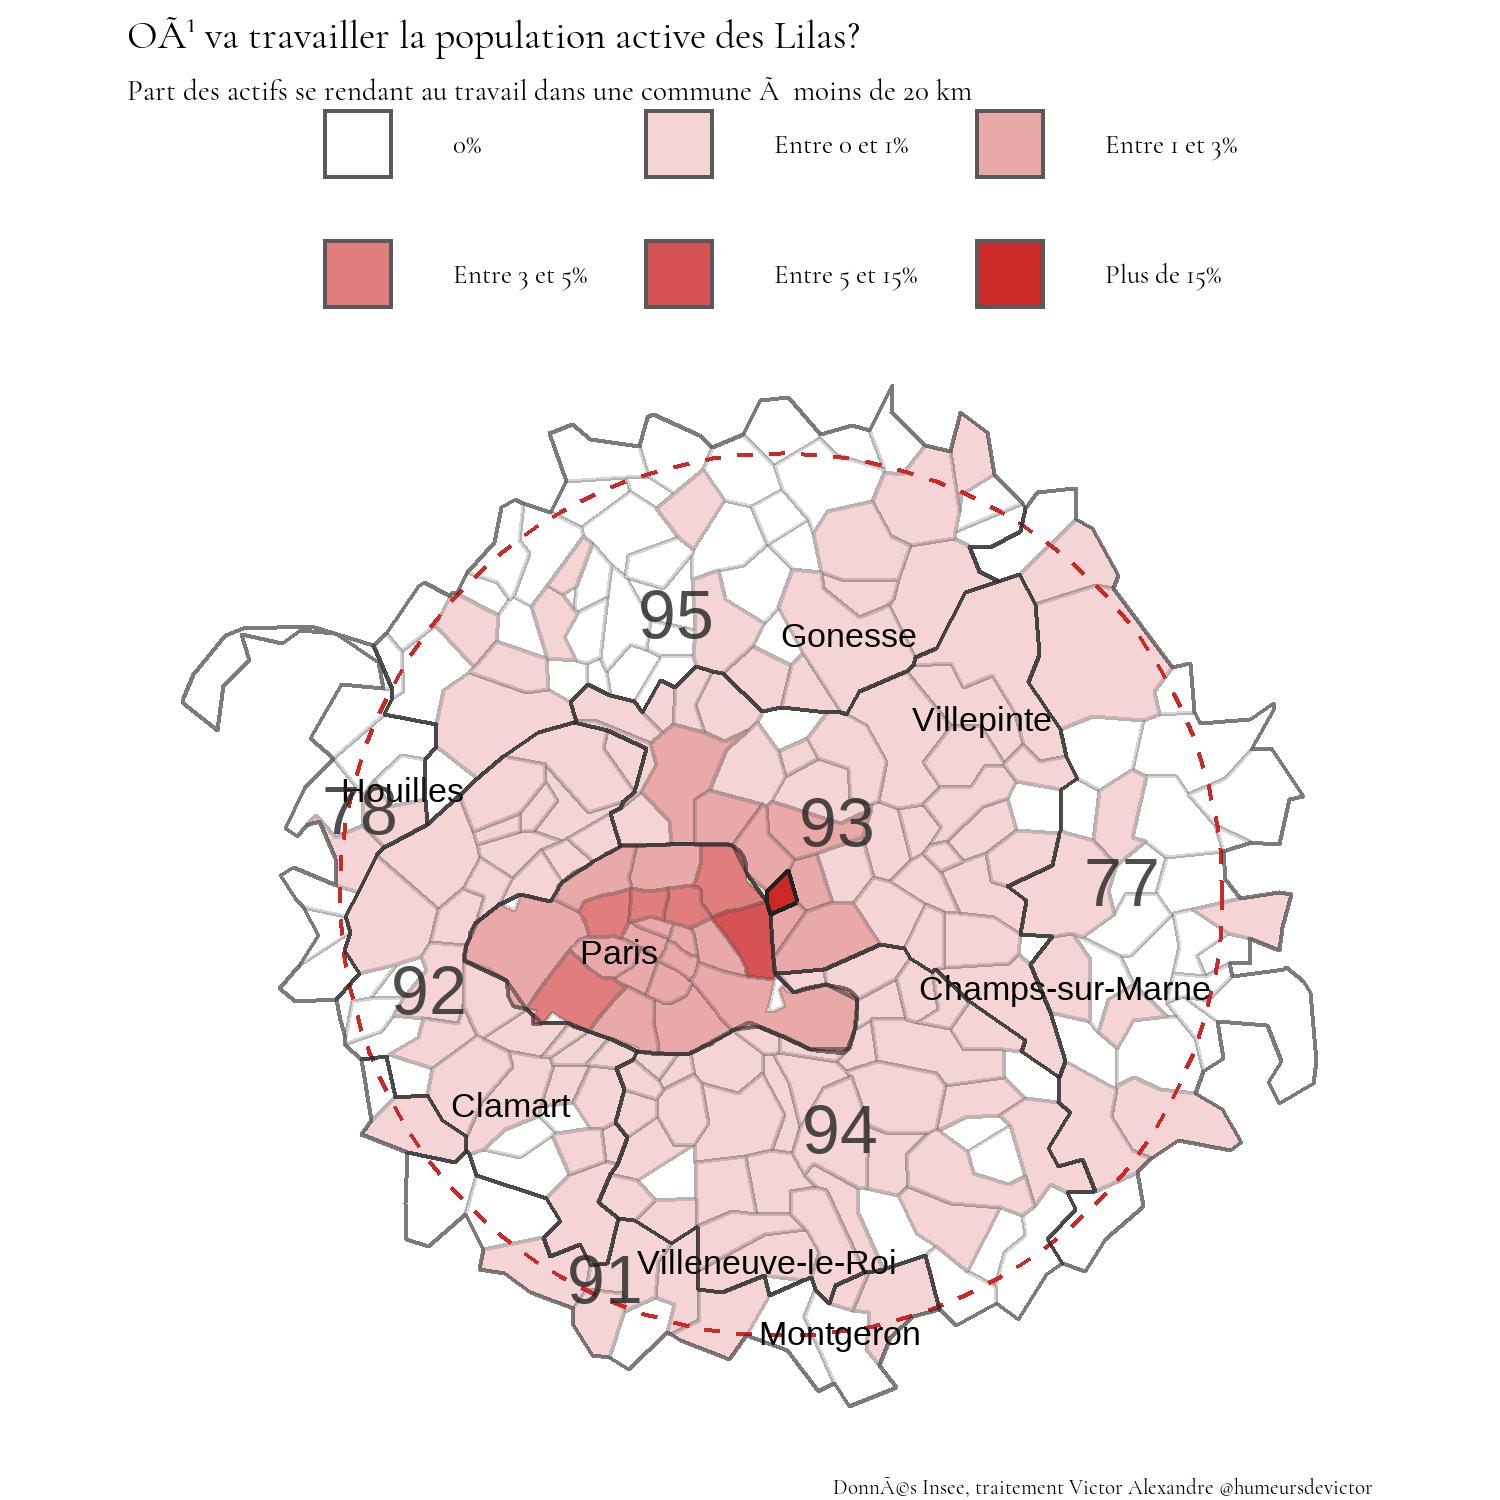 OÃ¹ va travailler la population active des Lilas?
Part des actifs se rendant au travail dans une commune Ã  moins de 20 km
0%
Entre 0 et 1%
Entre 1 et 3%
Entre 3 et 5%
Entre 5 et 15%
Plus de 15%
95
Gonesse
Villepinte
Houilles
78
93
77
Paris
92
Champs-sur-Marne
Clamart
94
Villeneuve-le-Roi
91
Montgeron
DonnÃ©s Insee, traitement Victor Alexandre @humeursdevictor